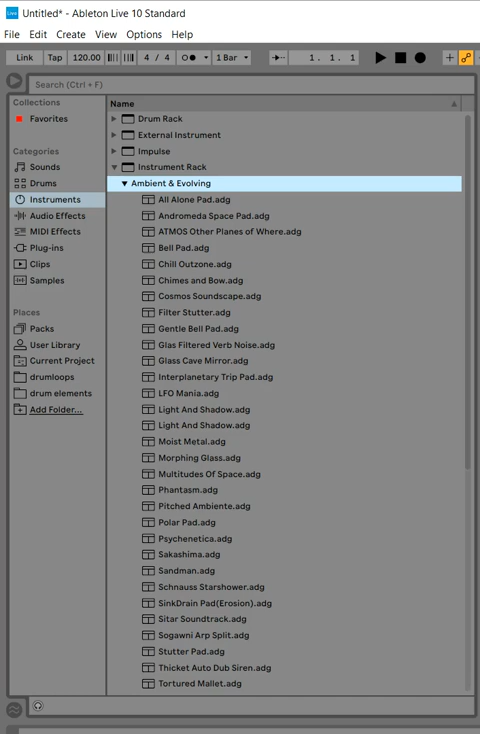 Live Untitled* - Ableton Live 10 Standard
File Edit Create View Options Help
Link Tap 120.00 4 / 4 1 Bar 1. 1. 1
Search (Ctrl + F)
Collections
Favorites
Categories
Sounds
Drums
Instruments
Audio Effects
MIDI Effects
Plug-ins
Clips
Samples
Places
Packs
User Library
Current Project
drumloops
drum elements
Add Folder...
Name
Drum Rack
External Instrument
Impulse
Instrument Rack
Ambient & Evolving
All Alone Pad.adg
Andromeda Space Pad.adg
ATMOS Other Planes of Where.adg
Bell Pad.adg
Chill Outzone.adg
Chimes and Bow.adg
Cosmos Soundscape.adg
Filter Stutter.adg
Gentle Bell Pad.adg
Glas Filtered Verb Noise.adg
Glass Cave Mirror.adg
Interplanetary Trip Pad.adg
LFO Mania.adg
Light And Shadow.adg
Light And Shadow.adg
Moist Metal.adg
Morphing Glass.adg
Multitudes Of Space.adg
Phantasm.adg
Pitched Ambiente.adg
Polar Pad.adg
Psychenetica.adg
Sakashima.adg
Sandman.adg
Schnauss Starshower.adg
SinkDrain Pad(Erosion).adg
Sitar Soundtrack.adg
Sogawni Arp Split.adg
Stutter Pad.adg
Thicket Auto Dub Siren.adg
Tortured Mallet.adg